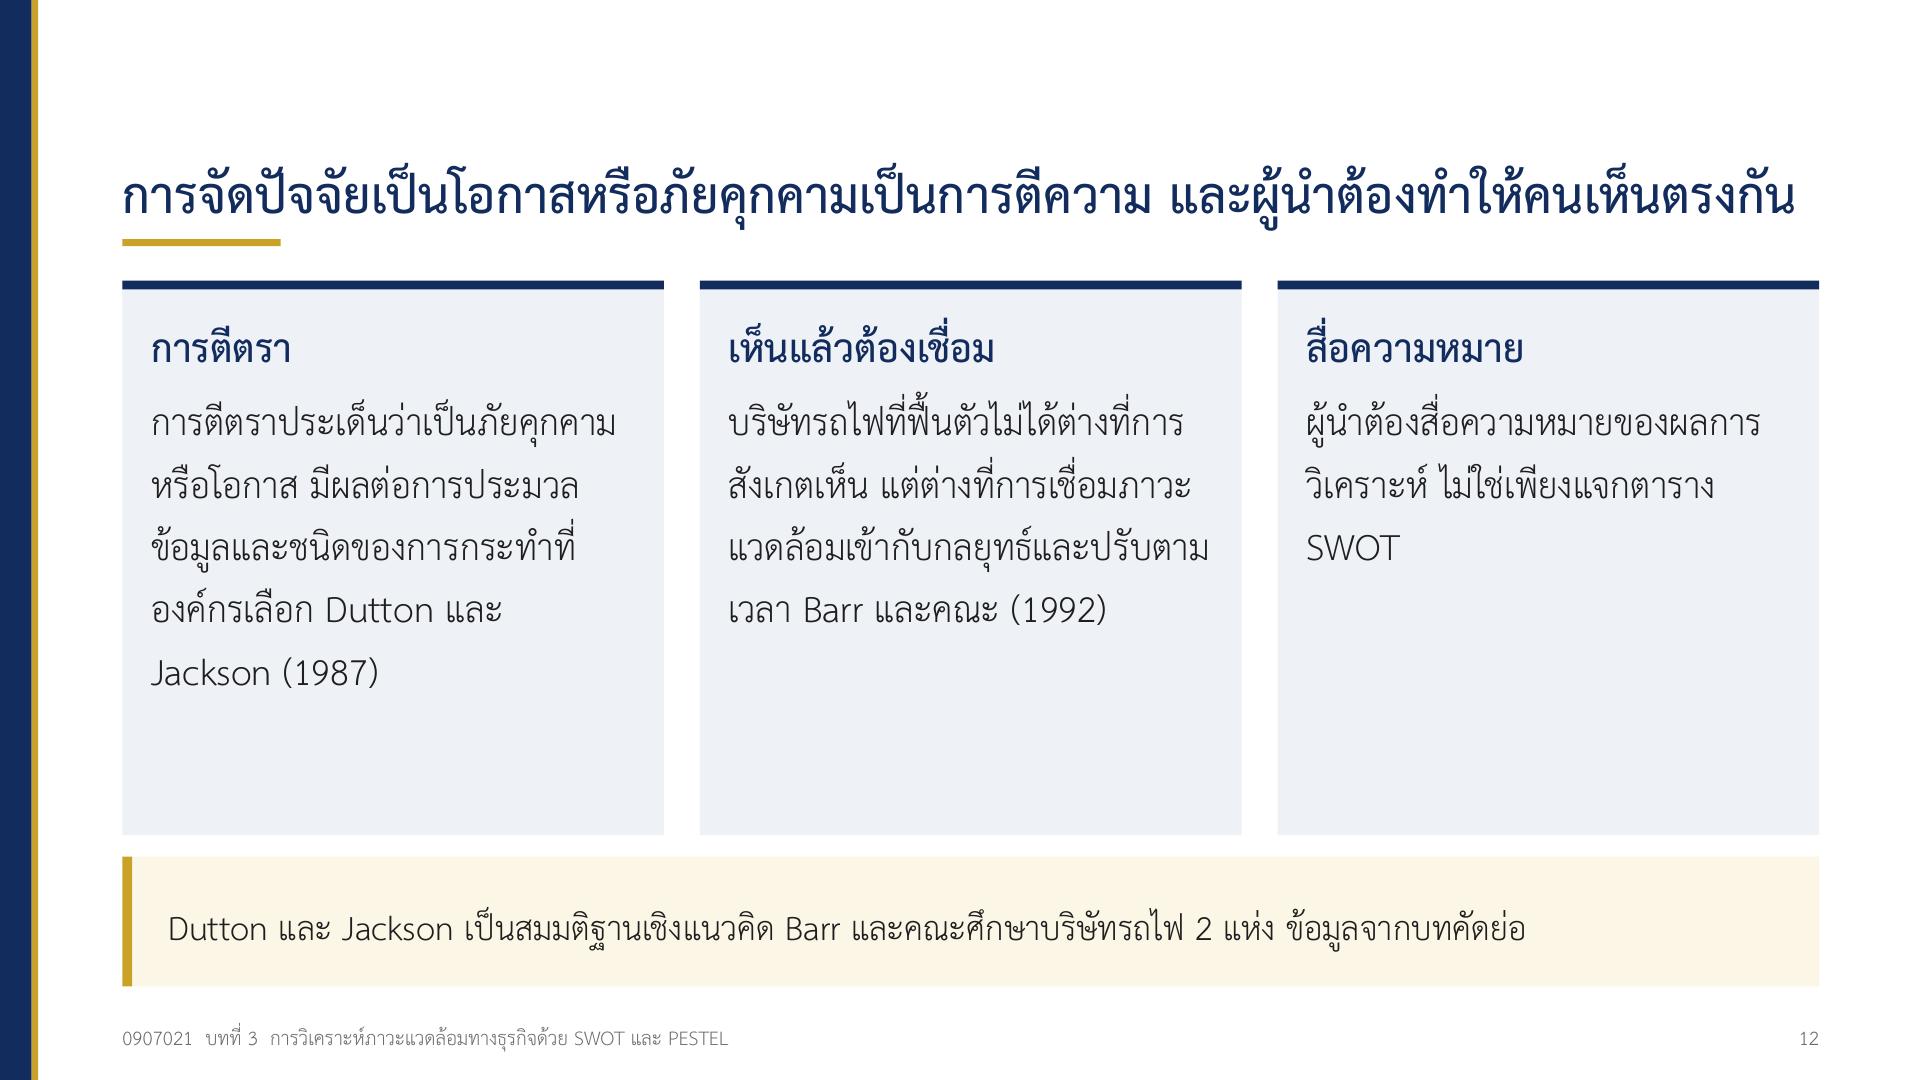 การจัดปัจจัยเป็นโอกาสหรือภัยคุกคามเป็นการตีความ และผู้นำต้องทำให้คนเห็นตรงกัน
การตีตรา
การตีตราประเด็นว่าเป็นภัยคุกคาม
หรือโอกาส มีผลต่อการประมวล
ข้อมูลและชนิดของการกระทำที่
องค์กรเลือก Dutton และ
Jackson (1987)
เห็นแล้วต้องเชื่อม
บริษัทรถไฟที่ฟื้นตัวไม่ได้ต่างที่การ
สังเกตเห็น แต่ต่างที่การเชื่อมภาวะ
แวดล้อมเข้ากับกลยุทธ์และปรับตาม
เวลา Barr และคณะ (1992)
สื่อความหมาย
ผู้นำต้องสื่อความหมายของผลการ
วิเคราะห์ ไม่ใช่เพียงแจกตาราง
SWOT
Dutton และ Jackson เป็นสมมติฐานเชิงแนวคิด Barr และคณะศึกษาบริษัทรถไฟ 2 แห่ง ข้อมูลจากบทคัดย่อ
0907021 บทที่ 3 การวิเคราะห์ภาวะแวดล้อมทางธุรกิจด้วย SWOT และ PESTEL
12